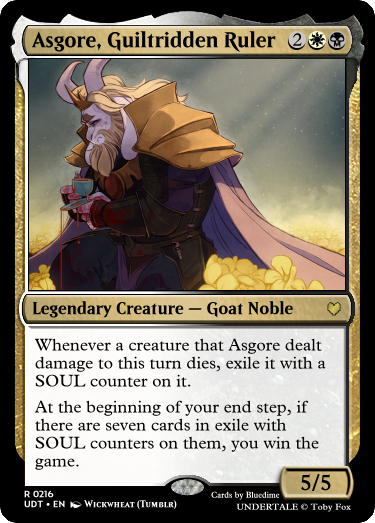 Asgore, Guiltridden Ruler 2
Legendary Creature — Goat Noble
Whenever a creature that Asgore dealt
damage to this turn dies, exile it with a
SOUL counter on it.
At the beginning of your end step, if
there are seven cards in exile with
SOUL counters on them, you win the
game.
5/5
R 0216
UDT • EN Wickwheat (Tumblr)
Cards by Bluedime
UNDERTALE © Toby Fox